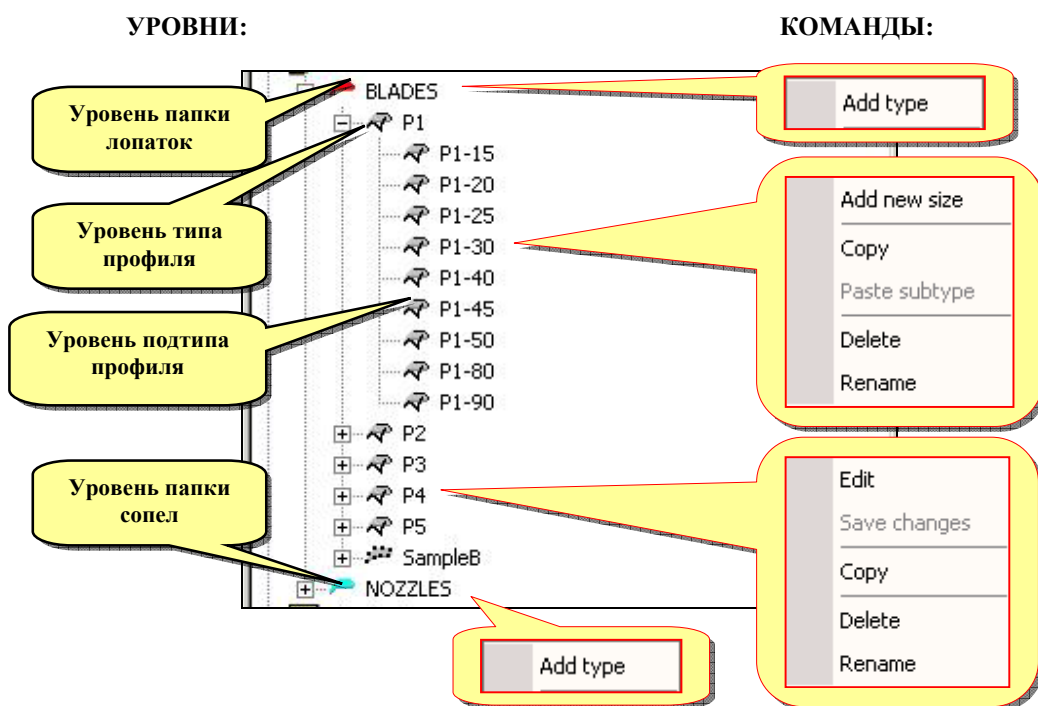 УРОВНИ:
КОМАНДЫ:
Уровень папки
лопаток
Уровень типа
профиля
Уровень подтипа
профиля
Уровень папки
сопел
BLADES
P1
P1-15
P1-20
P1-25
P1-30
P1-40
P1-45
P1-50
P1-80
P1-90
P2
P3
P4
P5
SampleB
NOZZLES
Add type
Add new size
Copy
Paste subtype
Delete
Rename
Edit
Save changes
Copy
Delete
Rename
Add type